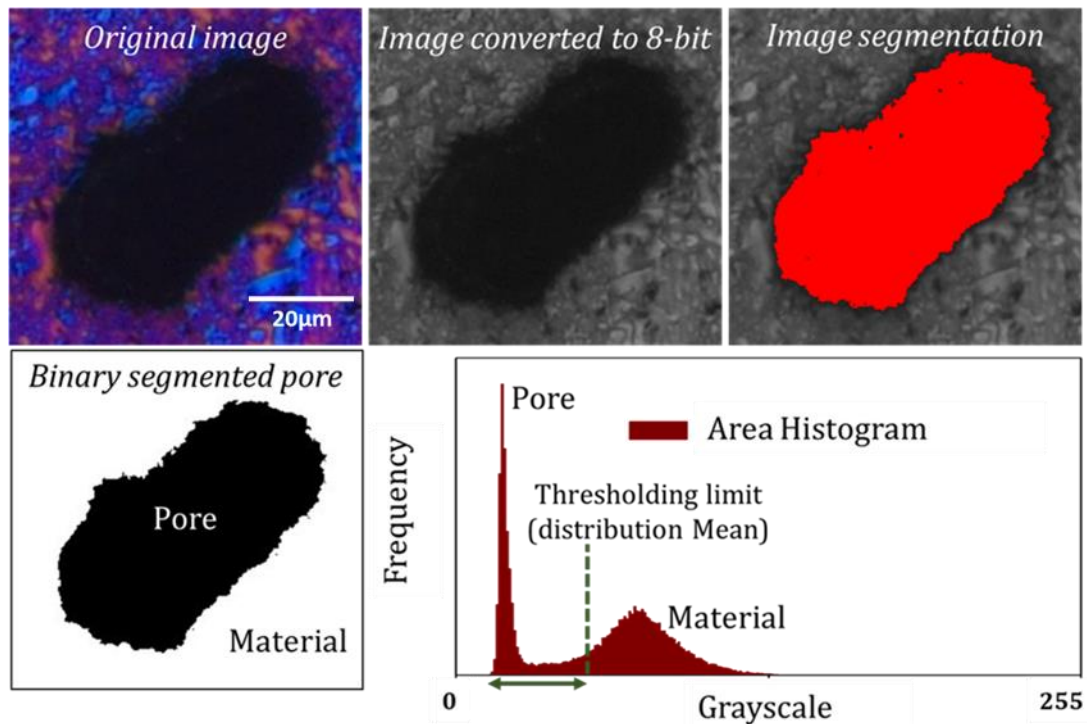 Original image
Image converted to 8-bit
Image segmentation
20µm
Binary segmented pore
Pore
Material
Frequency
Pore
Area Histogram
Thresholding limit
(distribution Mean)
Material
0
Grayscale
255